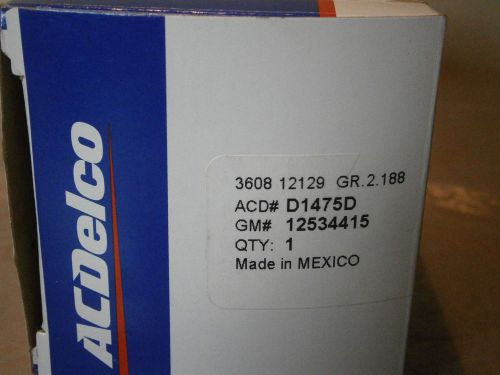 ACDelco
3608 12129 GR.2.188
ACD# D1475D
GM# 12534415
QTY: 1
Made in MEXICO